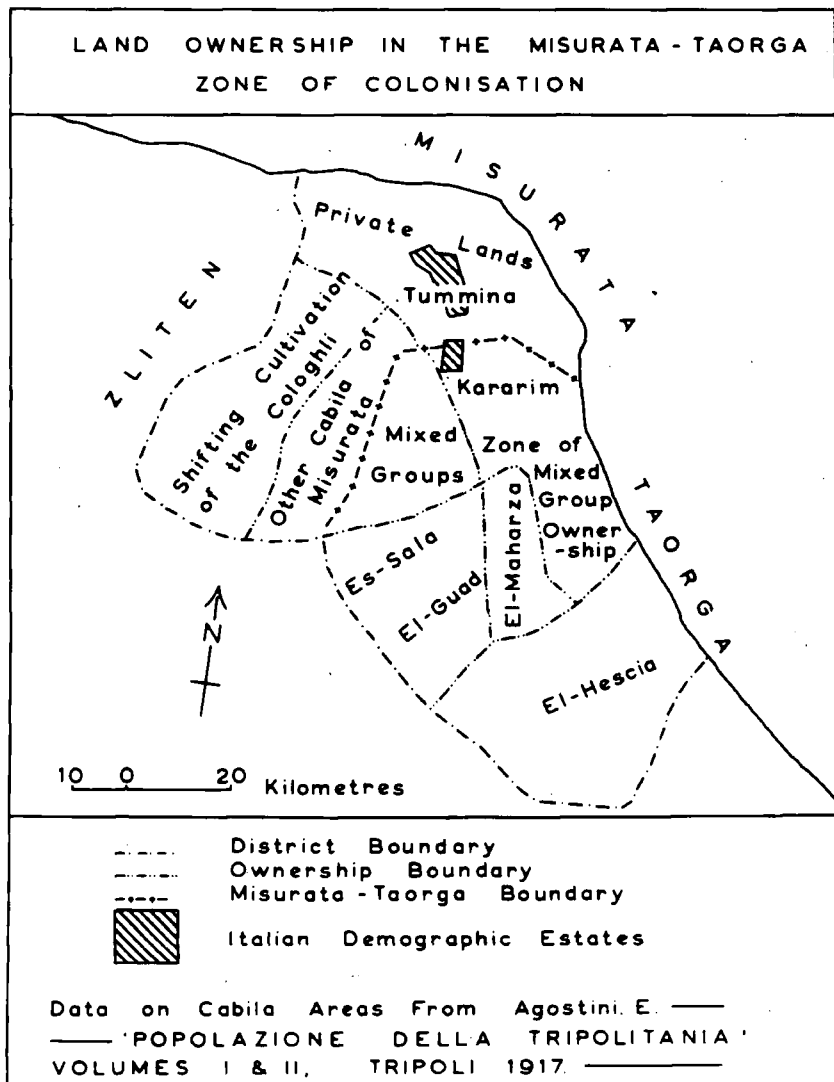 LAND OWNERSHIP IN THE MISURATA - TAORGA
ZONE OF COLONISATION
MISURATA
Private
Lands
ZLITEN
Tummina
Shifting Cultivation
of the Cologhli
Other Cabila of
Misurata
Kararim
Mixed
Groups
Zone of
Mixed
Group
Owner
-ship
TAORGA
Es-Sala
El-Guad
El-Maharza
El-Hescia
N
10 0 20 Kilometres
District Boundary
Ownership Boundary
Misurata - Taorga Boundary
Italian Demographic Estates
Data on Cabila Areas From Agostini. E. ——
—— 'POPOLAZIONE DELLA TRIPOLITANIA'
VOLUMES I & II, TRIPOLI 1917. ——